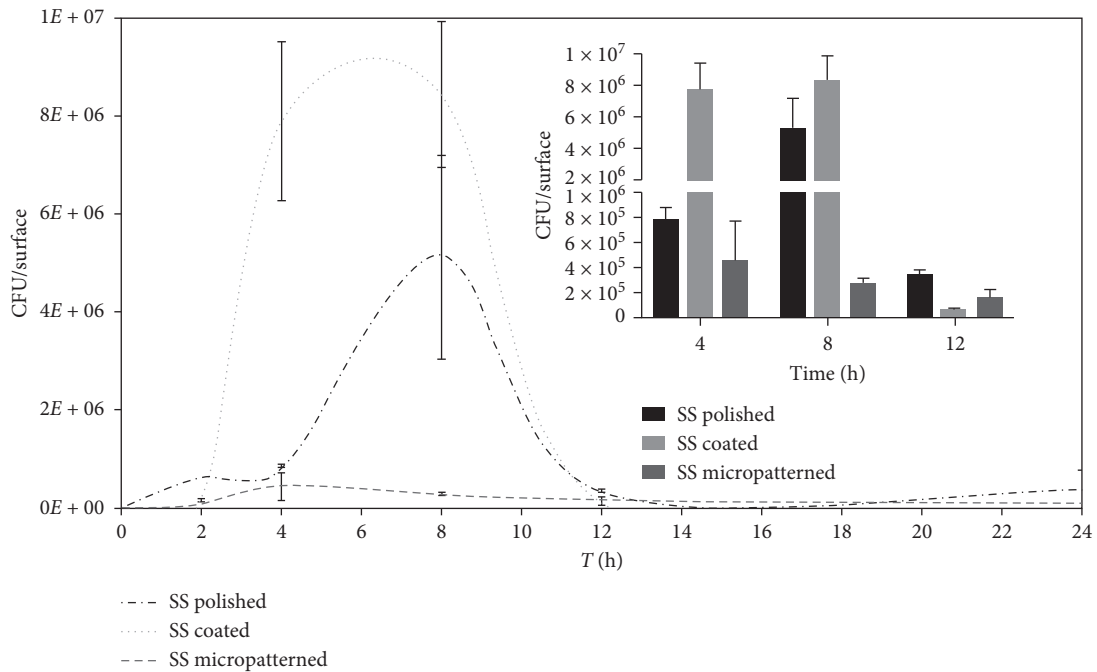 1E + 07
8E + 06
6E + 06
4E + 06
2E + 06
0E + 00
CFU/surface
0 2 4 6 8 10 12 14 16 18 20 22 24
T (h)
1 × 10⁷
8 × 10⁶
6 × 10⁶
4 × 10⁶
2 × 10⁶
1 × 10⁶
8 × 10⁵
6 × 10⁵
4 × 10⁵
2 × 10⁵
0
CFU/surface
4 8 12
Time (h)
SS polished
SS coated
SS micropatterned
SS polished
SS coated
SS micropatterned